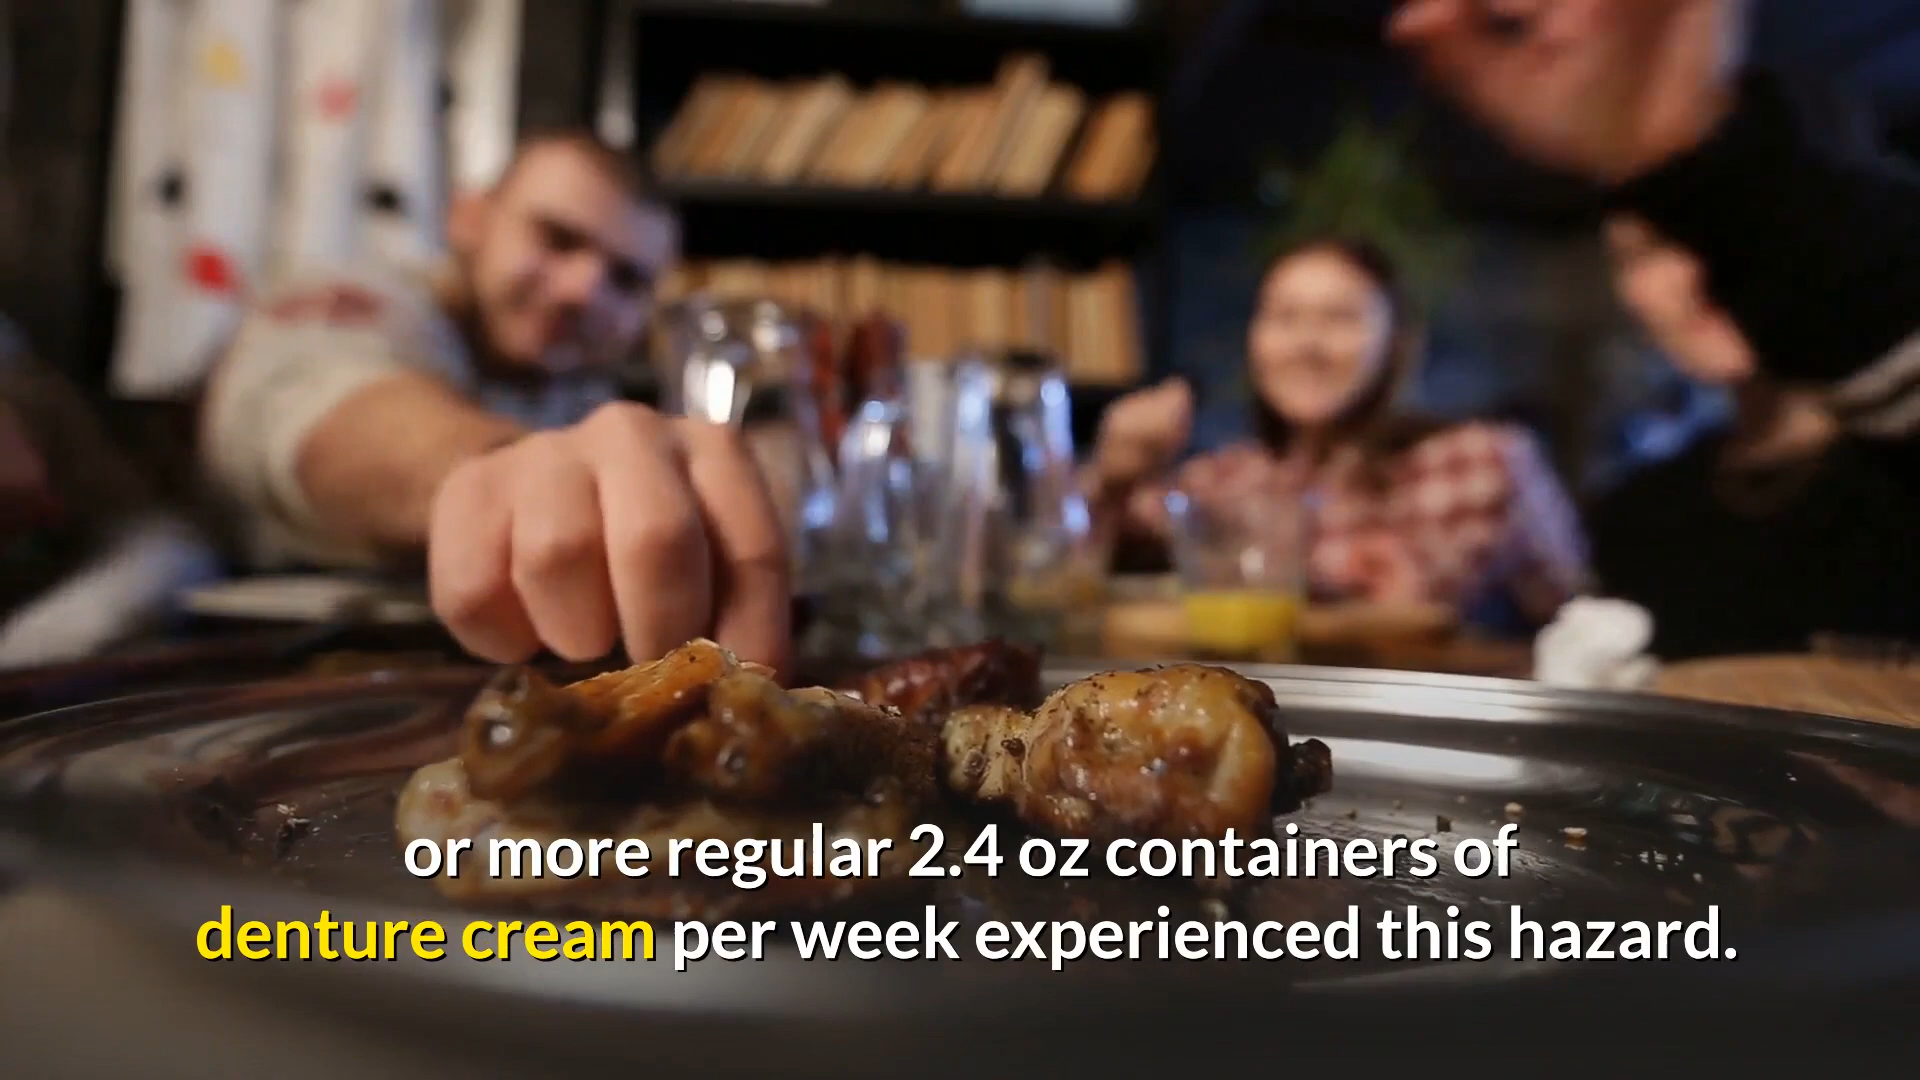 or more regular 2.4 oz containers of
denture cream per week experienced this hazard.